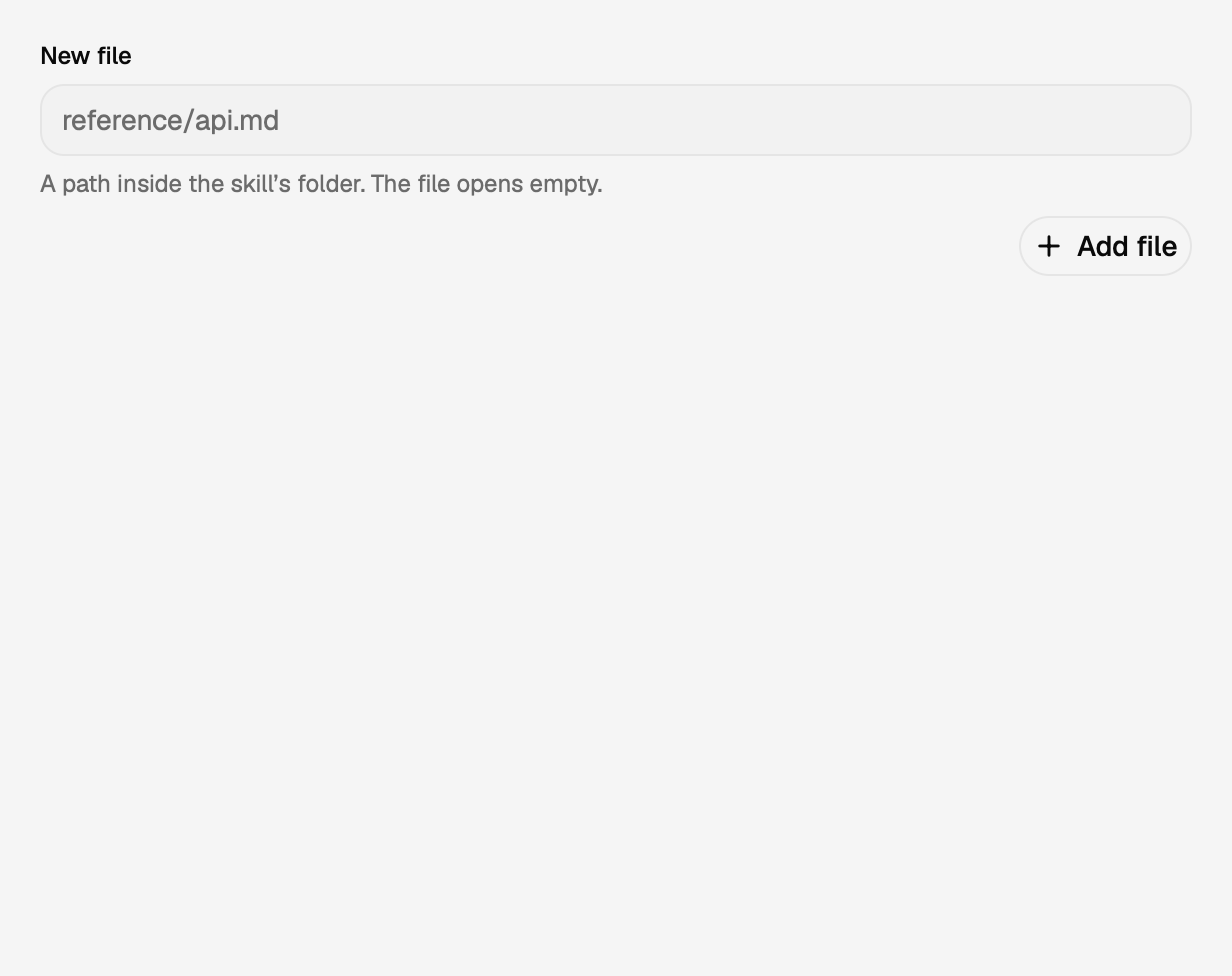 New file
reference/api.md
A path inside the skill’s folder. The file opens empty.
Add file